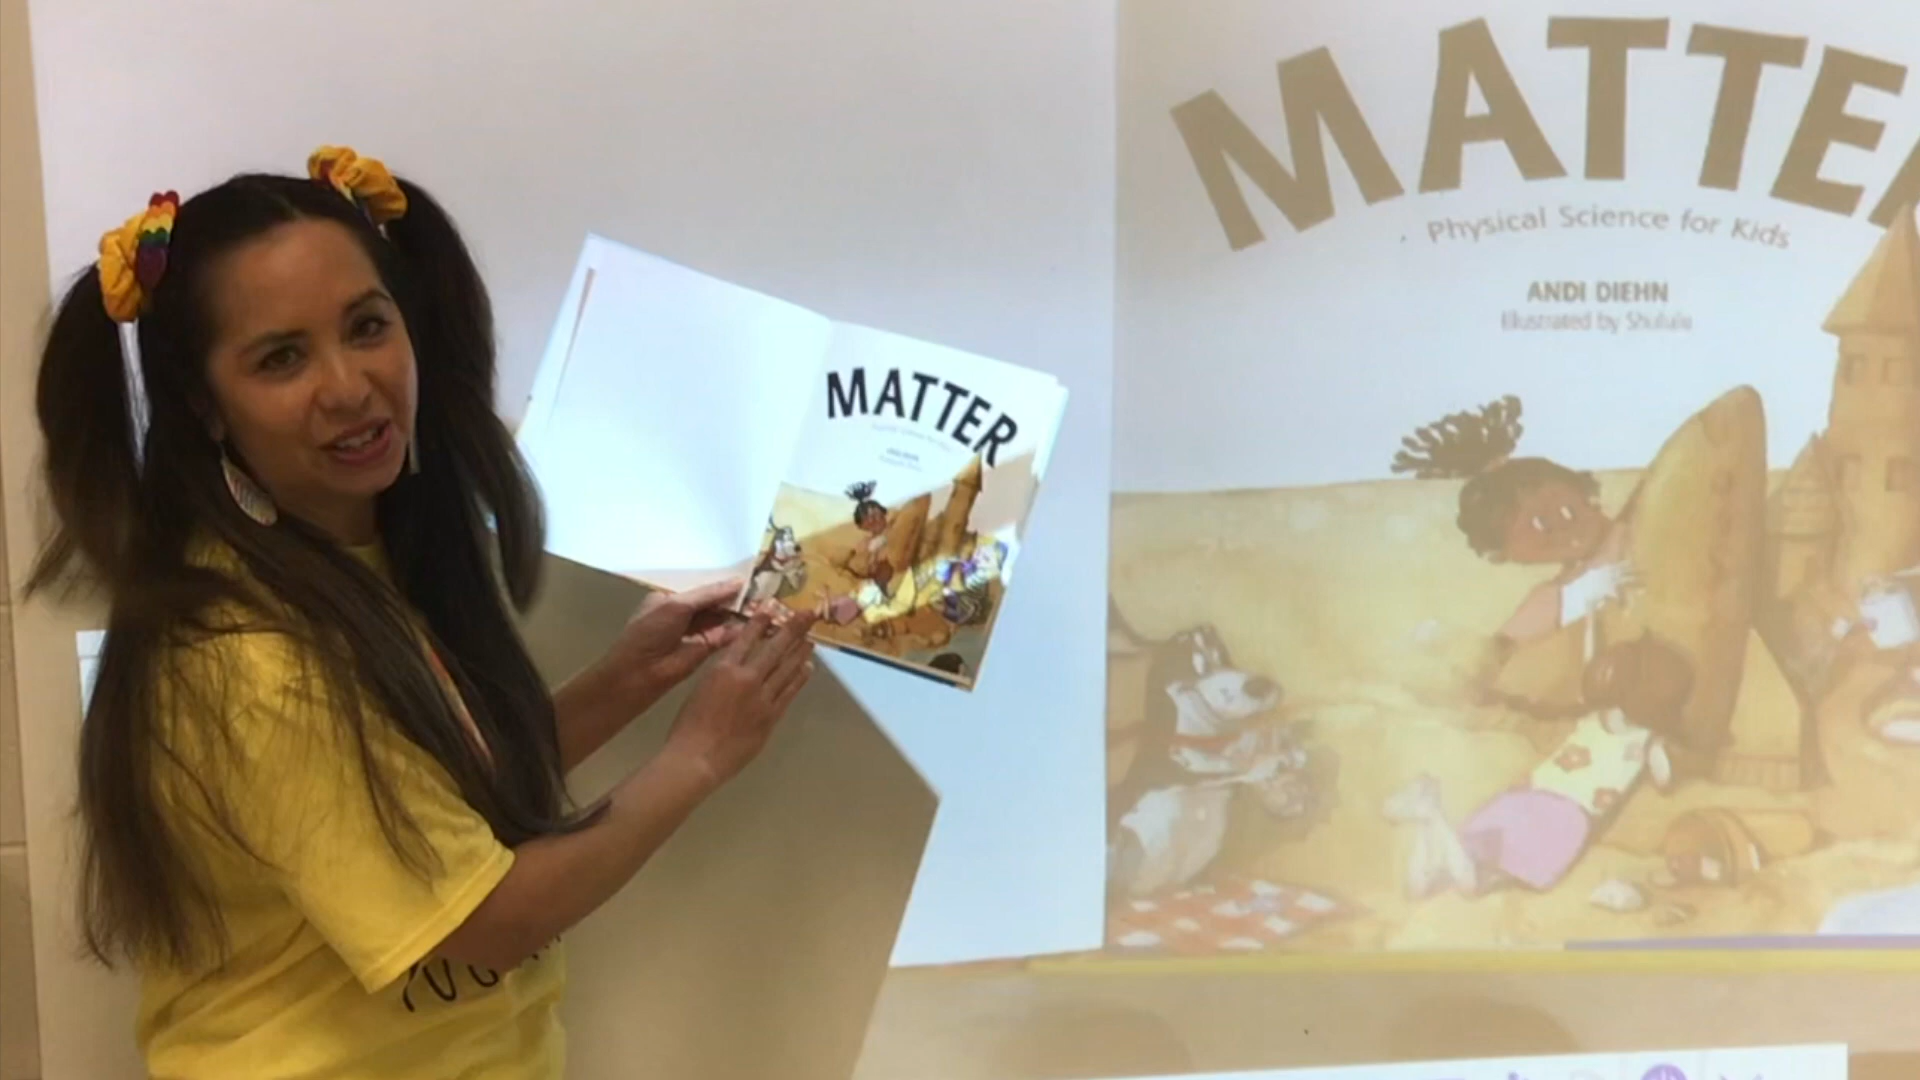 MATTER
MATTE
Physical Science for Kids
ANDI DIEHN
Illustrated by Shululu